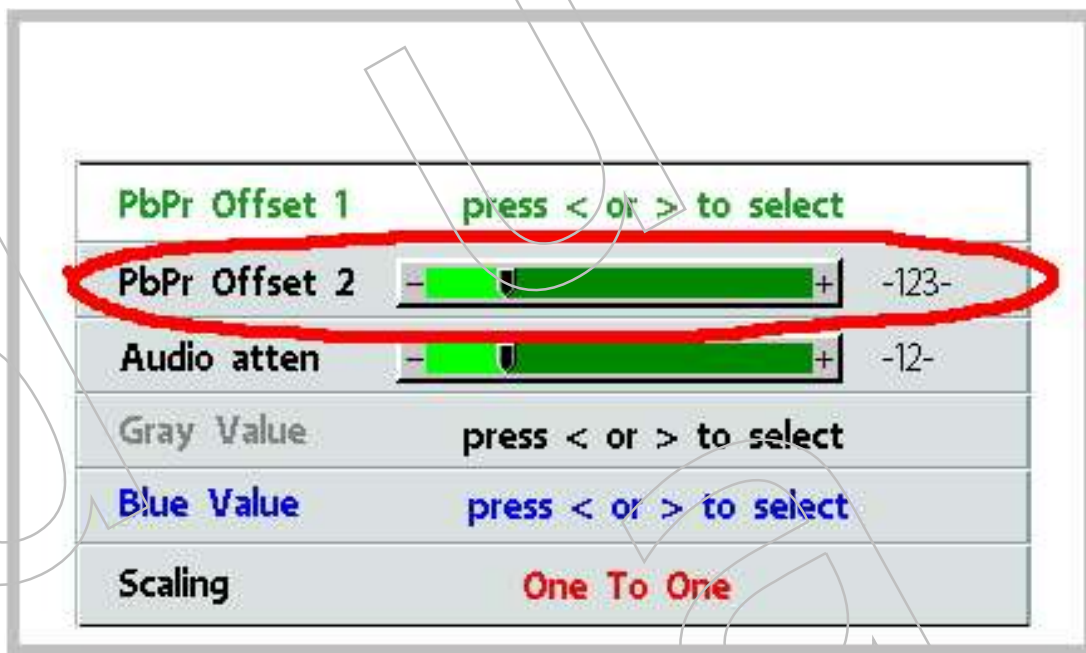 PbPr Offset 1 press < or > to select
PbPr Offset 2 - + -123-
Audio atten - + -12-
Gray Value press < or > to select
Blue Value press < or > to select
Scaling One To One